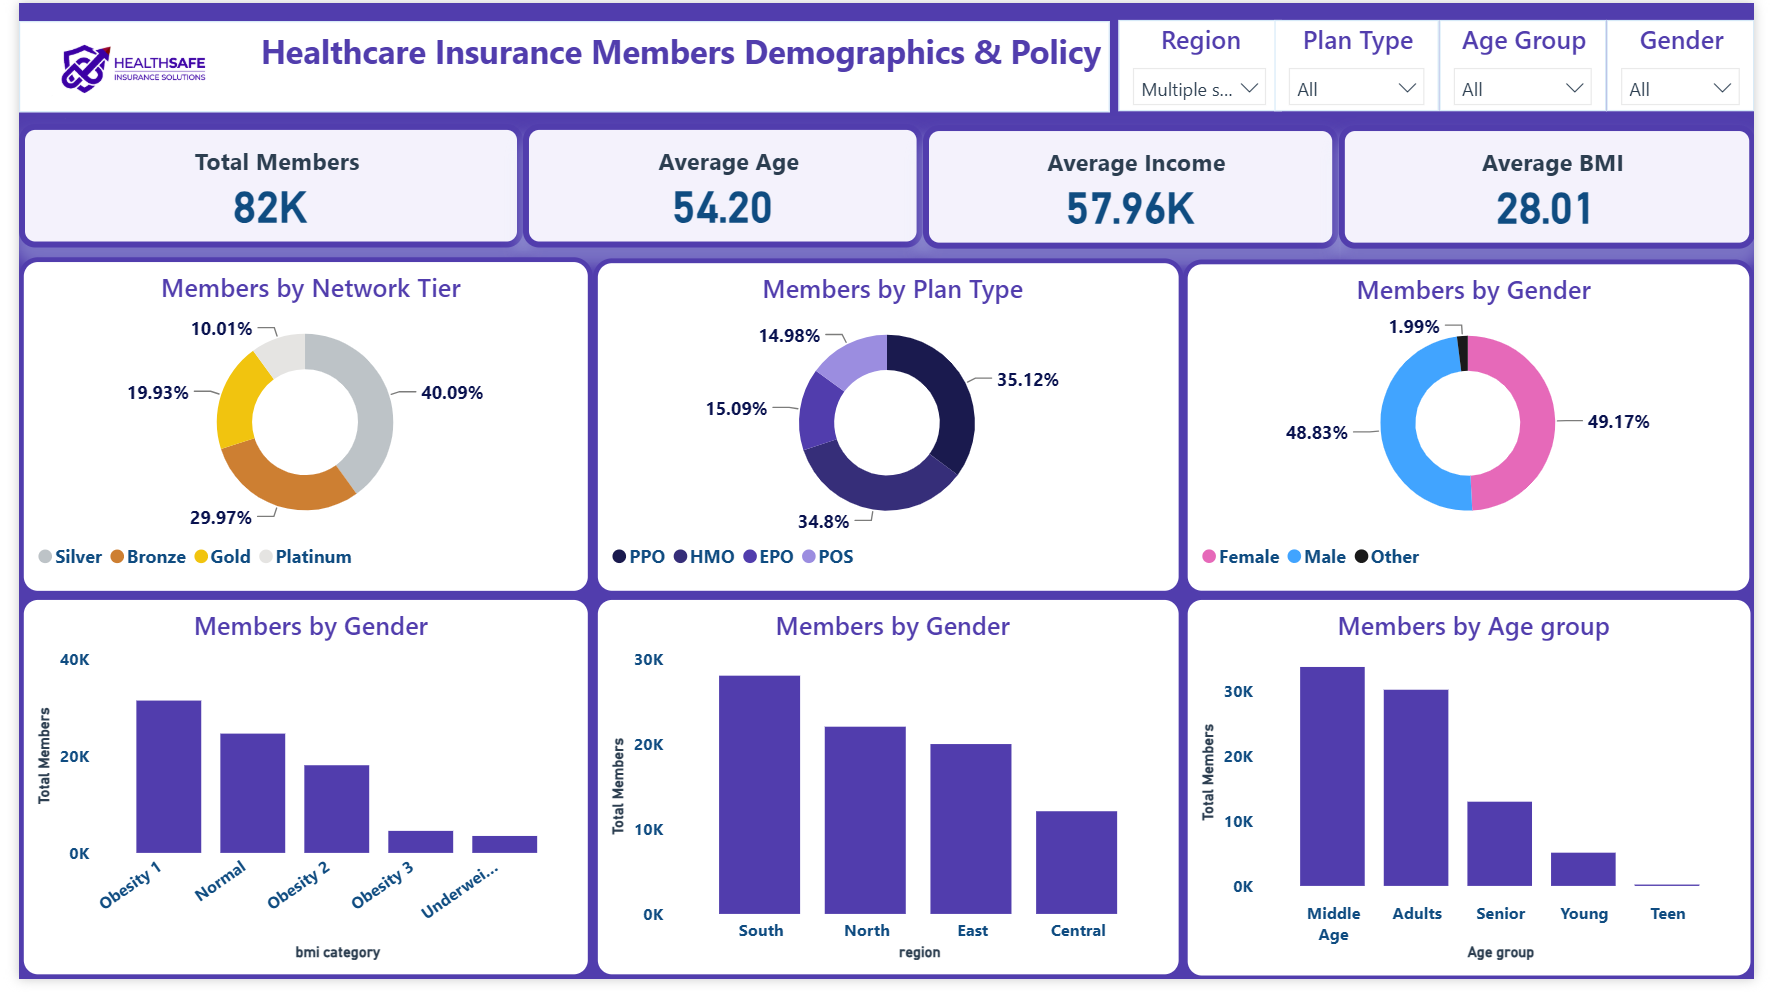 HEALTHSAFE
INSURANCE SOLUTIONS
Healthcare Insurance Members Demographics & Policy
Region
Multiple s...
Plan Type
All
Age Group
All
Gender
All
Total Members
82K
Average Age
54.20
Average Income
57.96K
Average BMI
28.01
Members by Network Tier
10.01%
19.93%
40.09%
29.97%
Silver Bronze Gold Platinum
Members by Plan Type
14.98%
35.12%
15.09%
34.8%
PPO HMO EPO POS
Members by Gender
1.99%
49.17%
48.83%
Female Male Other
Members by Gender
Total Members
40K
20K
0K
Obesity 1
Normal
Obesity 2
Obesity 3
Underwei...
bmi category
Members by Gender
Total Members
30K
20K
10K
0K
South North East Central
region
Members by Age group
Total Members
30K
20K
10K
0K
Middle Adults Senior Young Teen
Age
Age group